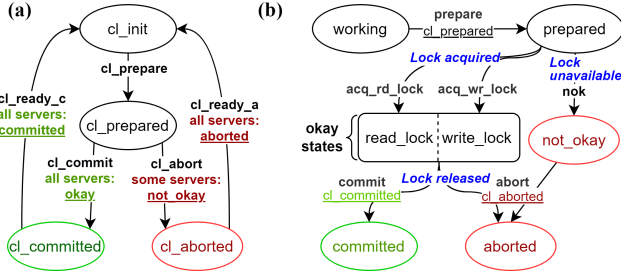 (a)
cl_init
cl_prepare
cl_ready_c
all servers:
committed
cl_ready_a
all servers:
aborted
cl_prepared
cl_commit
all servers:
okay
cl_abort
some servers:
not_okay
cl_committed
cl_aborted
(b)
working
prepare
cl_prepared
prepared
Lock acquired
Lock
unavailable
nok
acq_rd_lock
acq_wr_lock
okay
states
read_lock
write_lock
not_okay
Lock released
commit
cl_committed
abort
cl_aborted
committed
aborted